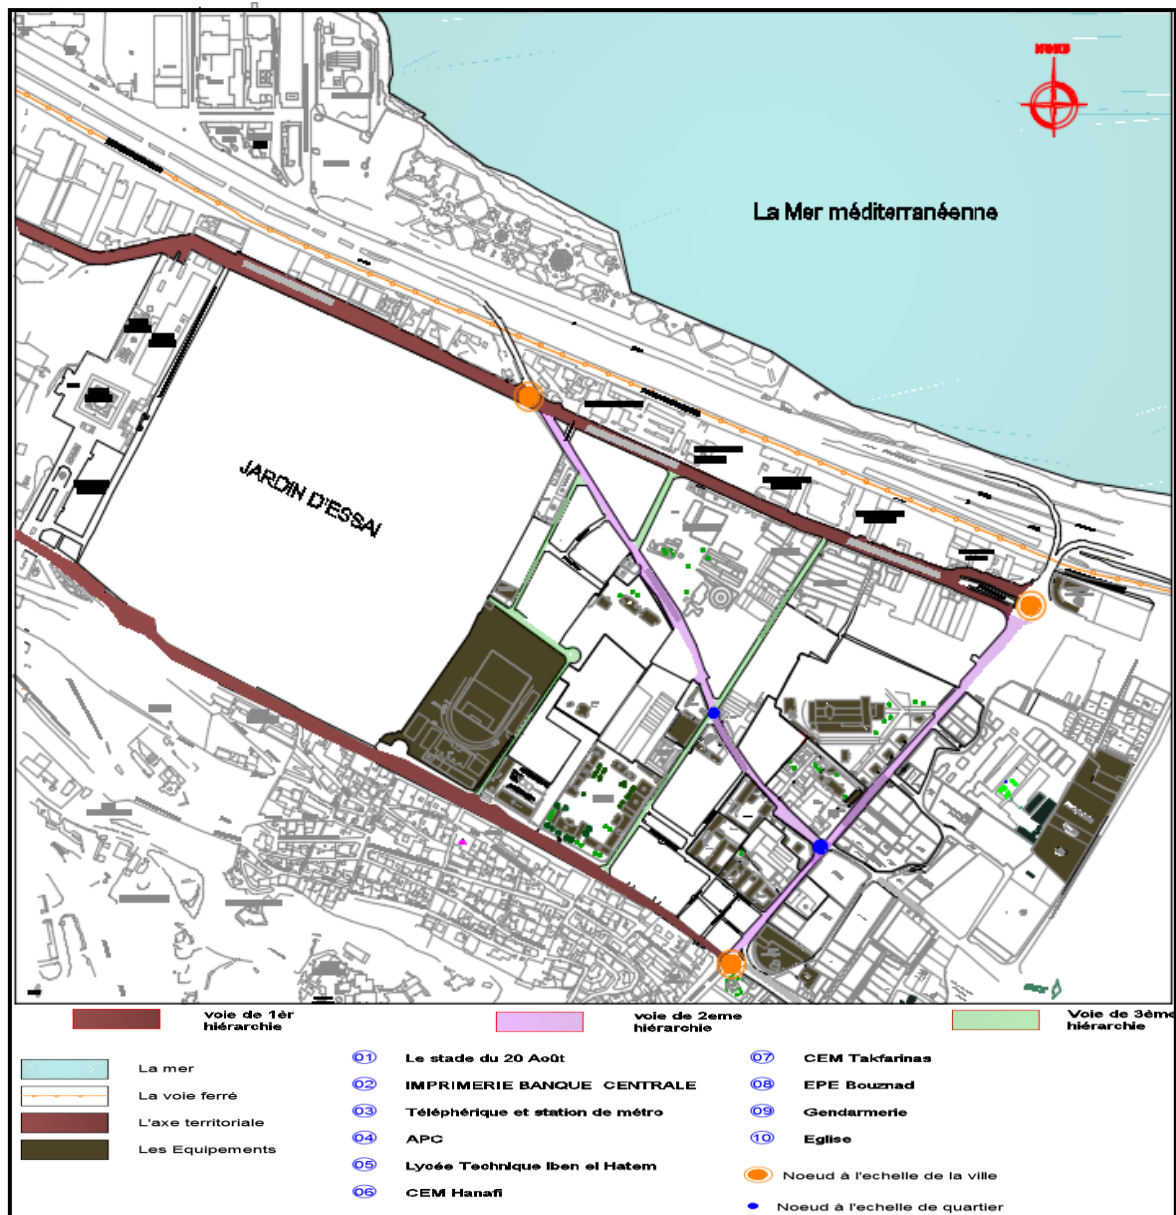 La Mer méditerranéenne
JARDIN D'ESSAI
voie de 1èr
hiérarchie
voie de 2eme
hiérarchie
Voie de 3ème
hiérarchie
La mer
La voie ferré
L'axe territoriale
Les Equipements
01 Le stade du 20 Août
02 IMPRIMERIE BANQUE CENTRALE
03 Téléphérique et station de métro
04 APC
05 Lycée Technique Iben el Hatem
06 CEM Hanafi
07 CEM Takfarinas
08 EPE Bouznad
09 Gendarmerie
10 Eglise
Noeud à l'echelle de la ville
Noeud à l'echelle de quartier